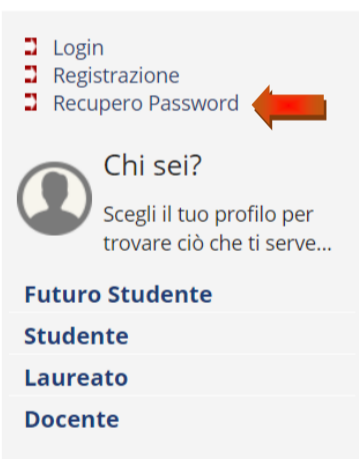 Login
Registrazione
Recupero Password
Chi sei?
Scegli il tuo profilo per
trovare ciò che ti serve...
Futuro Studente
Studente
Laureato
Docente